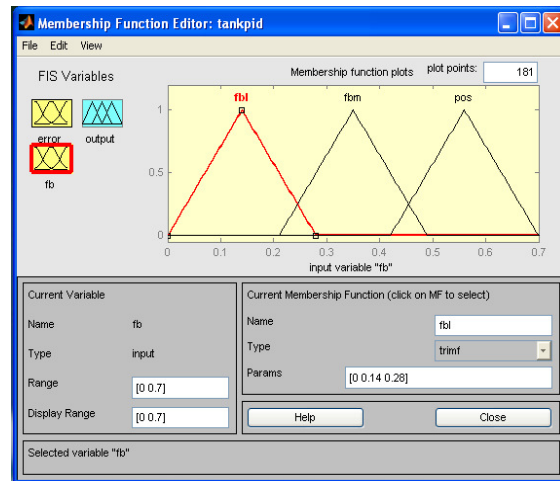 Membership Function Editor: tankpid
File Edit View
FIS Variables
Membership function plots plot points: 181
fbl fbm pos
error output
fb
1
0.5
0
0 0.1 0.2 0.3 0.4 0.5 0.6 0.7
input variable "fb"
Current Variable
Name fb
Type input
Range [0 0.7]
Display Range [0 0.7]
Current Membership Function (click on MF to select)
Name fbl
Type trimf
Params [0 0.14 0.28]
Help Close
Selected variable "fb"